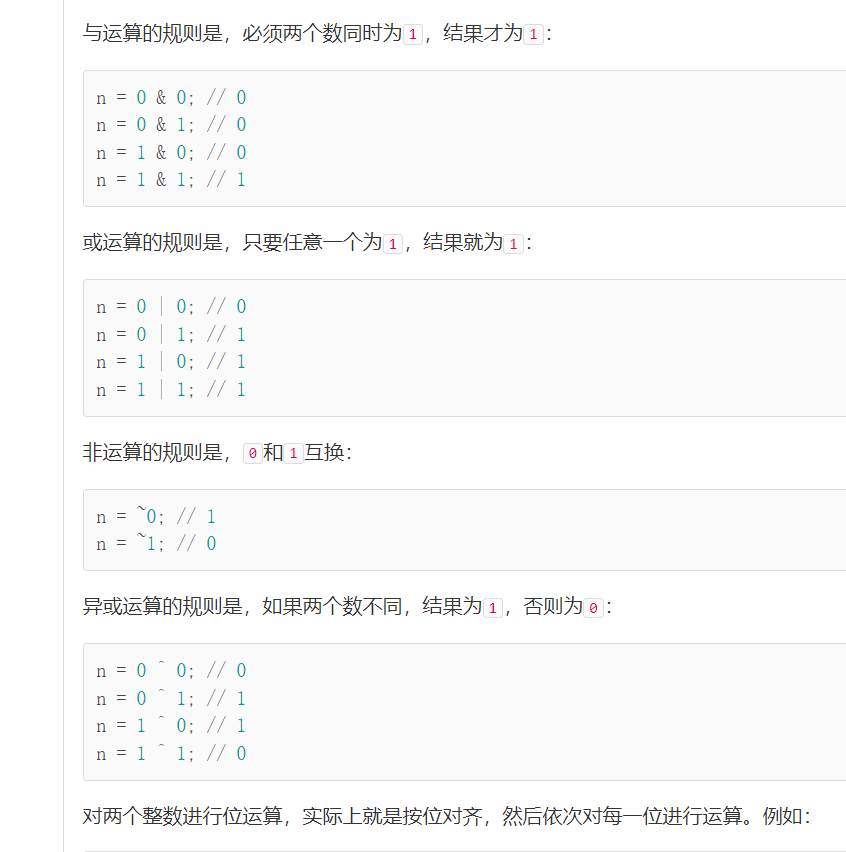 与运算的规则是，必须两个数同时为1，结果才为1：
n = 0 & 0; // 0
n = 0 & 1; // 0
n = 1 & 0; // 0
n = 1 & 1; // 1
或运算的规则是，只要任意一个为1，结果就为1：
n = 0 | 0; // 0
n = 0 | 1; // 1
n = 1 | 0; // 1
n = 1 | 1; // 1
非运算的规则是，0和1互换：
n = ~0; // 1
n = ~1; // 0
异或运算的规则是，如果两个数不同，结果为1，否则为0：
n = 0 ^ 0; // 0
n = 0 ^ 1; // 1
n = 1 ^ 0; // 1
n = 1 ^ 1; // 0
对两个整数进行位运算，实际上就是按位对齐，然后依次对每一位进行运算。例如：